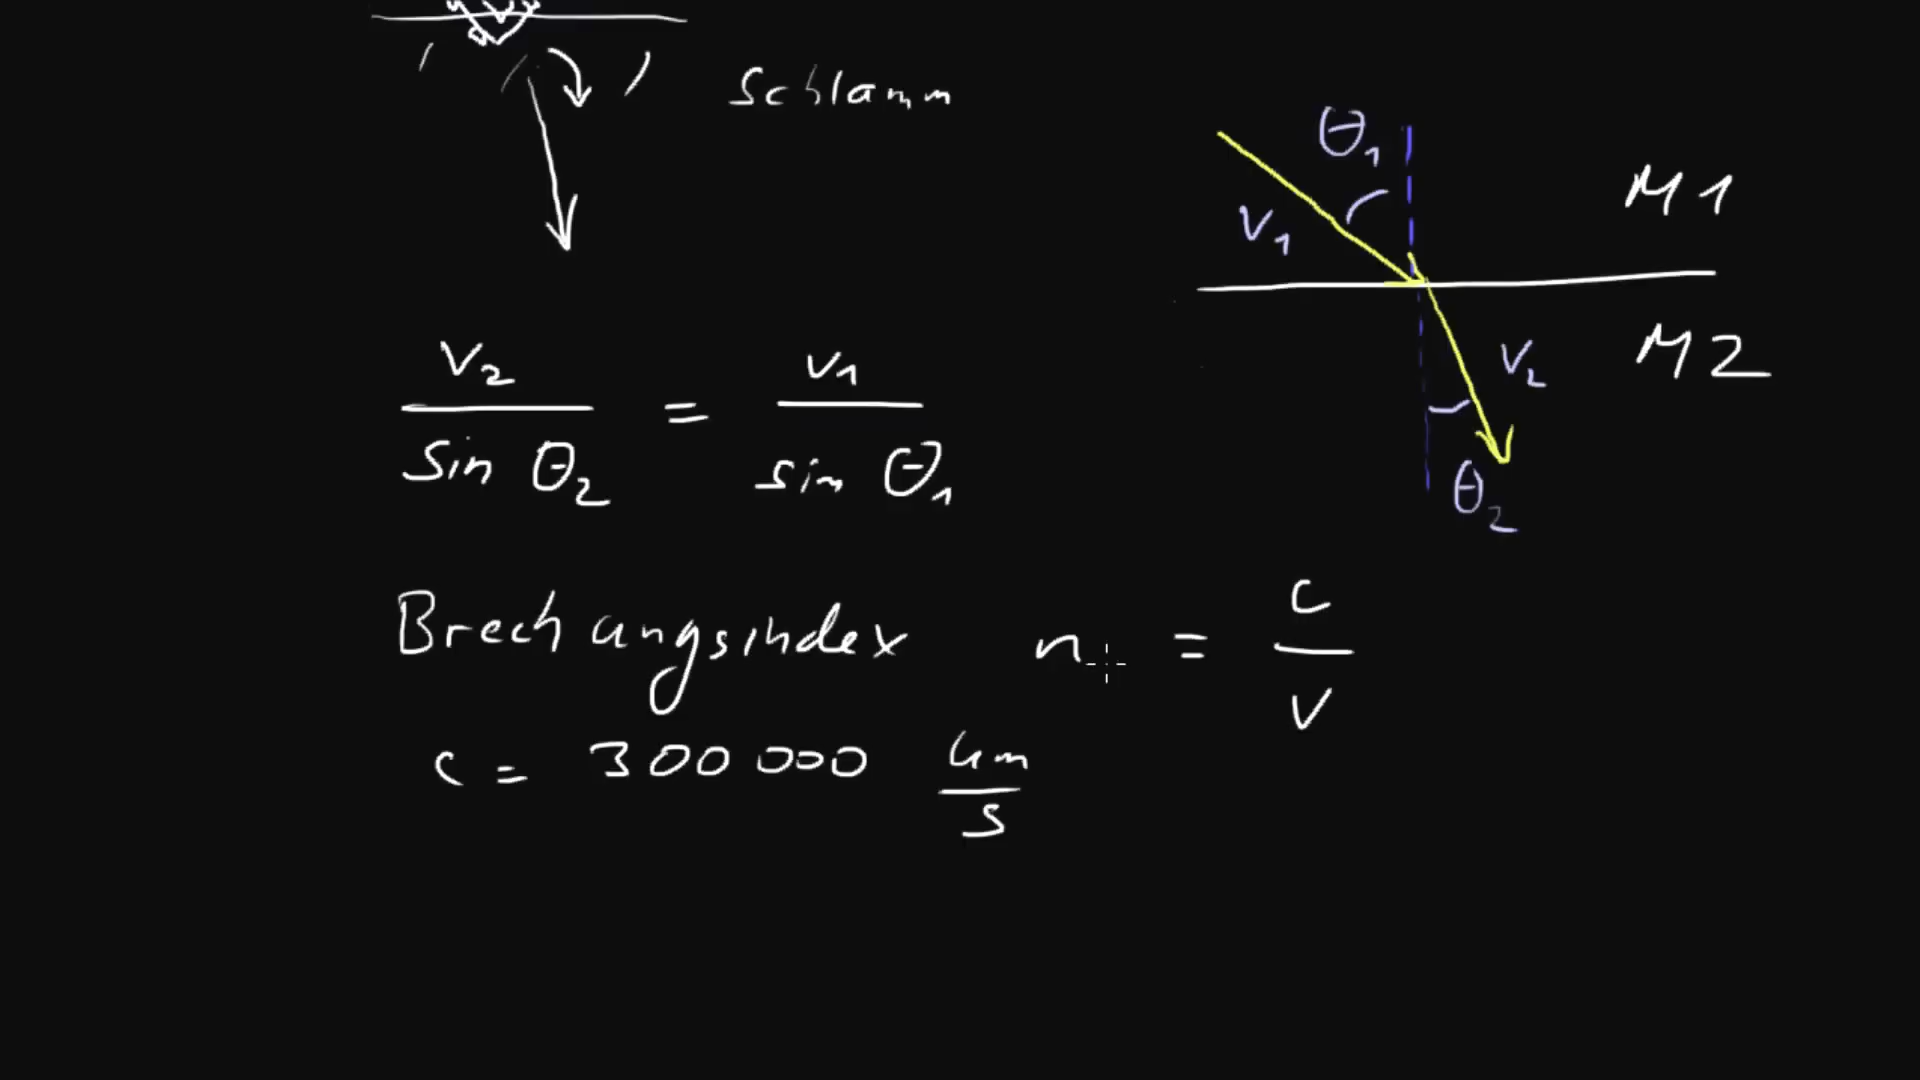 Schlamm
θ₁
v₁
M1
M2
v₂
θ₂
v₂ / sin θ₂ = v₁ / sin θ₁
Brechungsindex n = c / v
c = 300 000 km / s